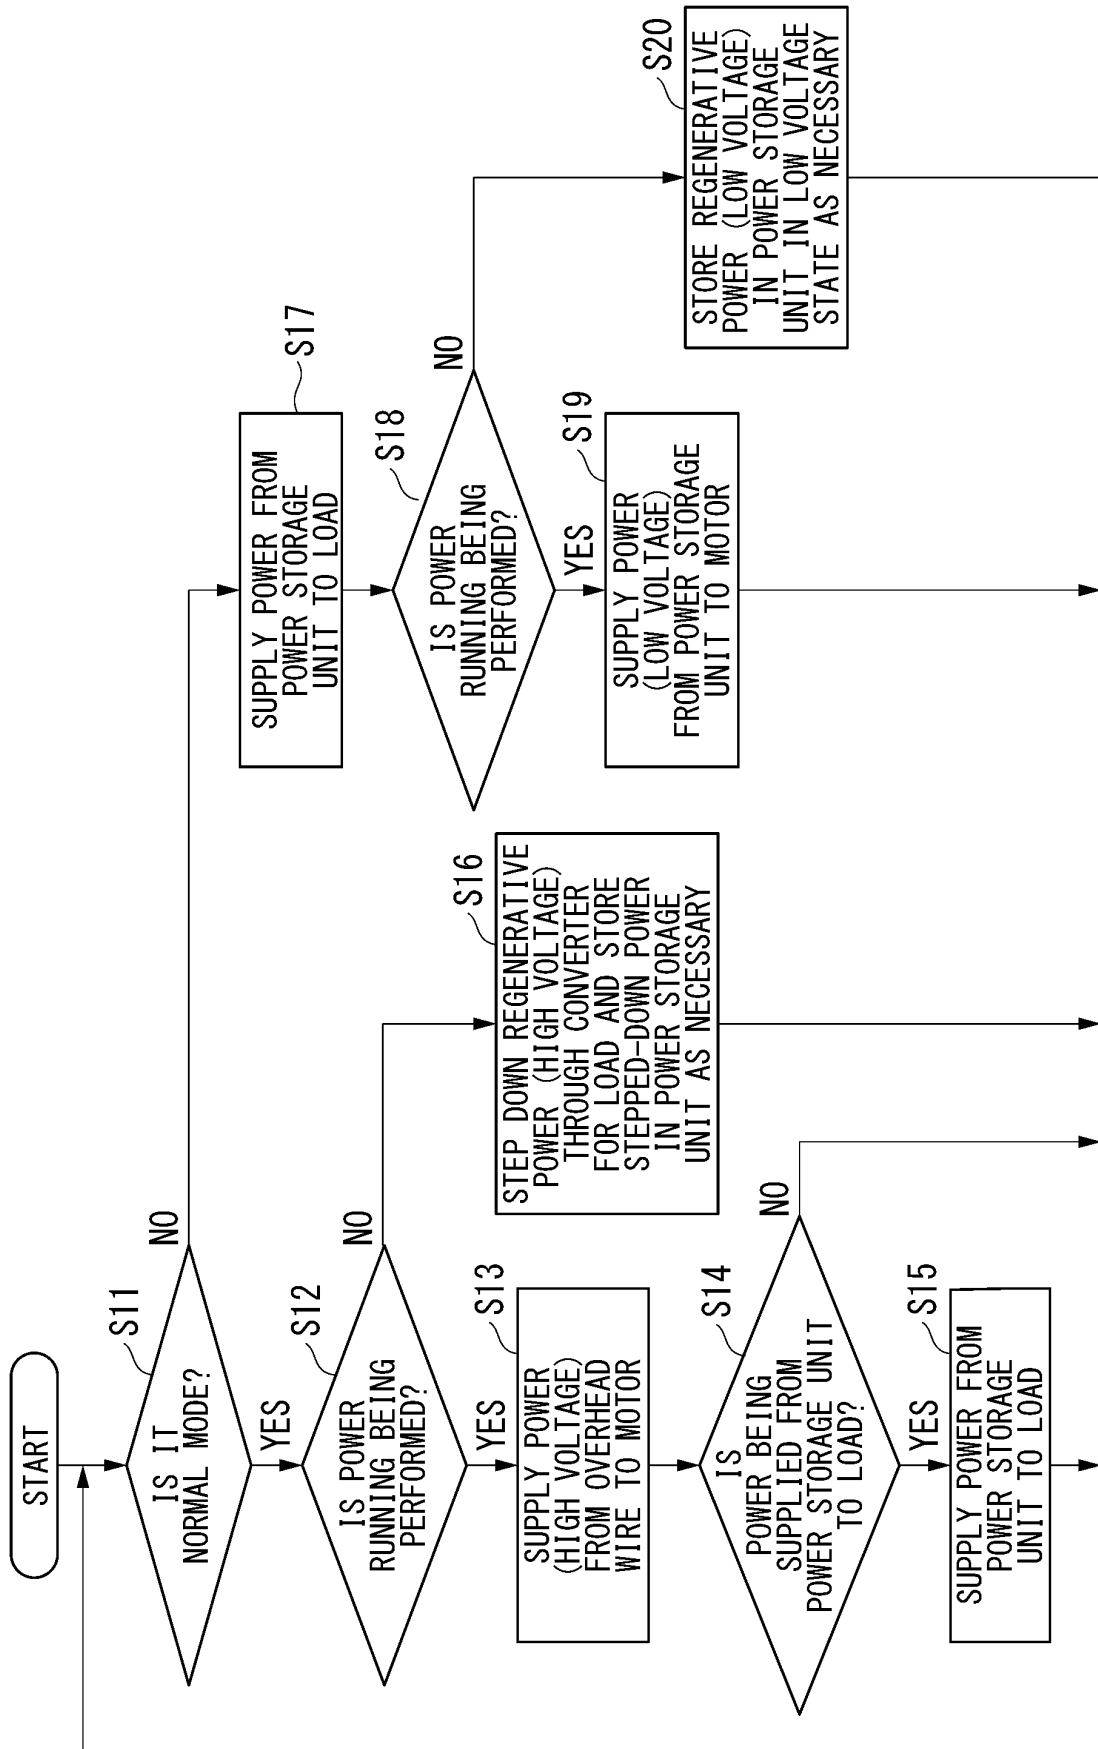 START
S11
IS IT
NORMAL MODE?
NO
YES
S12
IS POWER
RUNNING BEING
PERFORMED?
NO
YES
S13
SUPPLY POWER
(HIGH VOLTAGE)
FROM OVERHEAD
WIRE TO MOTOR
S14
IS
POWER BEING
SUPPLIED FROM
POWER STORAGE UNIT
TO LOAD?
NO
YES
S15
SUPPLY POWER FROM
POWER STORAGE
UNIT TO LOAD
S16
STEP DOWN REGENERATIVE
POWER (HIGH VOLTAGE)
THROUGH CONVERTER
FOR LOAD AND STORE
STEPPED-DOWN POWER
IN POWER STORAGE
UNIT AS NECESSARY
S17
SUPPLY POWER FROM
POWER STORAGE
UNIT TO LOAD
S18
IS POWER
RUNNING BEING
PERFORMED?
NO
YES
S19
SUPPLY POWER
(LOW VOLTAGE)
FROM POWER STORAGE
UNIT TO MOTOR
S20
STORE REGENERATIVE
POWER (LOW VOLTAGE)
IN POWER STORAGE
UNIT IN LOW VOLTAGE
STATE AS NECESSARY